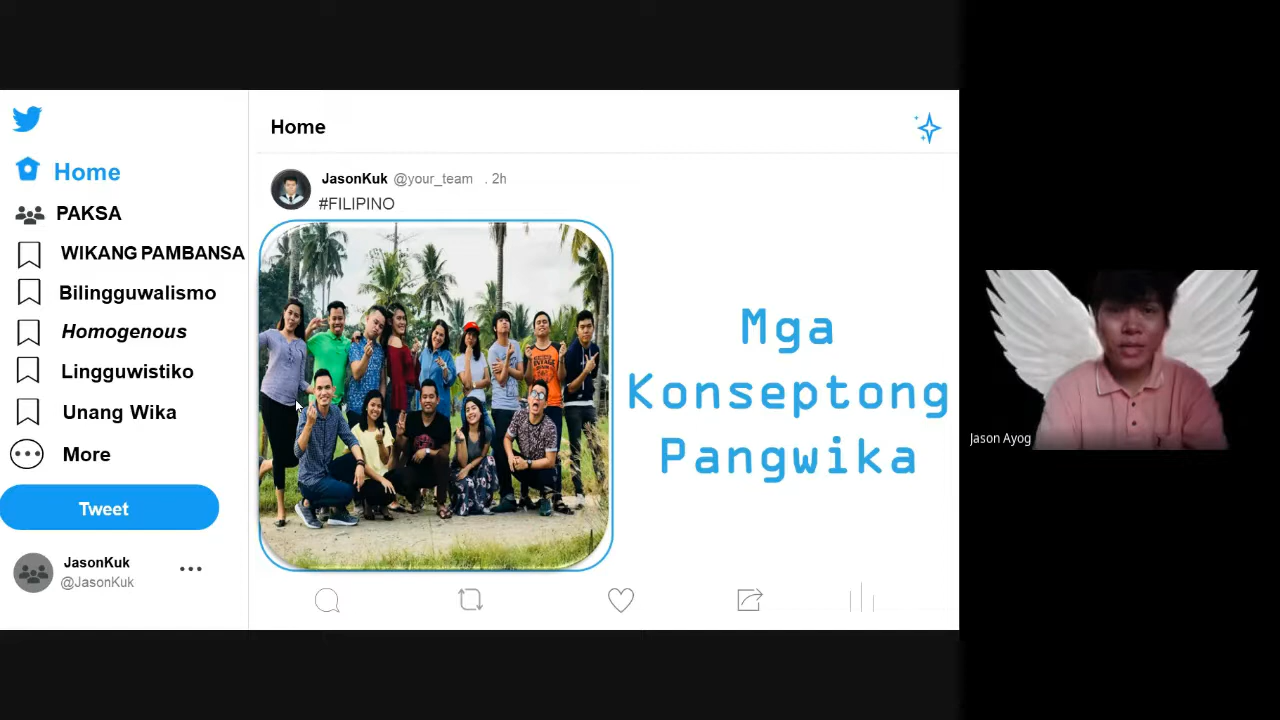 Home
PAKSA
WIKANG PAMBANSA
Bilingguwalismo
Homogenous
Lingguwistiko
Unang Wika
More
Tweet
JasonKuk
@JasonKuk
Home
JasonKuk @your_team . 2h
#FILIPINO
Mga
Konseptong
Pangwika
Jason Ayog